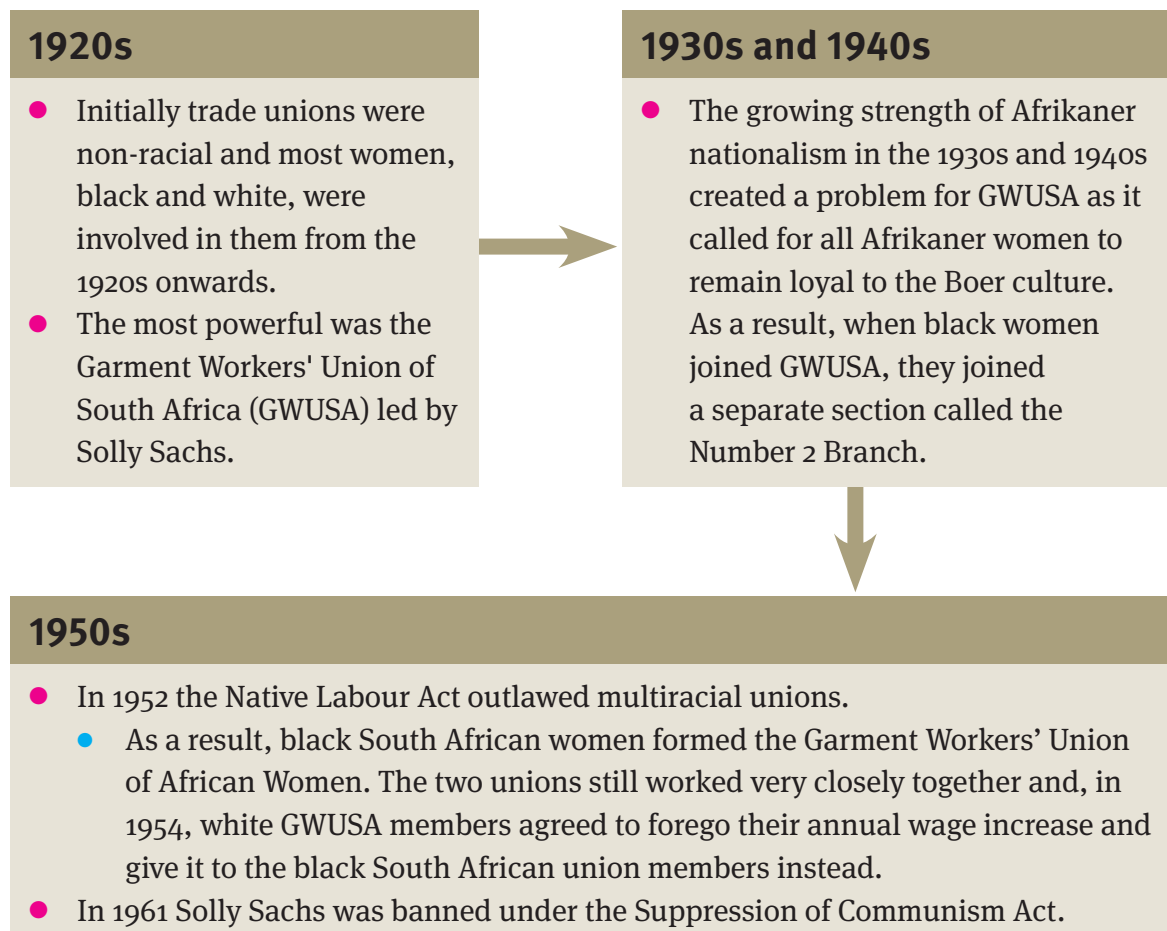 1920s
● Initially trade unions were
non-racial and most women,
black and white, were
involved in them from the
1920s onwards.
● The most powerful was the
Garment Workers' Union of
South Africa (GWUSA) led by
Solly Sachs.
1930s and 1940s
● The growing strength of Afrikaner
nationalism in the 1930s and 1940s
created a problem for GWUSA as it
called for all Afrikaner women to
remain loyal to the Boer culture.
As a result, when black women
joined GWUSA, they joined
a separate section called the
Number 2 Branch.
1950s
● In 1952 the Native Labour Act outlawed multiracial unions.
● As a result, black South African women formed the Garment Workers’ Union
of African Women. The two unions still worked very closely together and, in
1954, white GWUSA members agreed to forego their annual wage increase and
give it to the black South African union members instead.
● In 1961 Solly Sachs was banned under the Suppression of Communism Act.